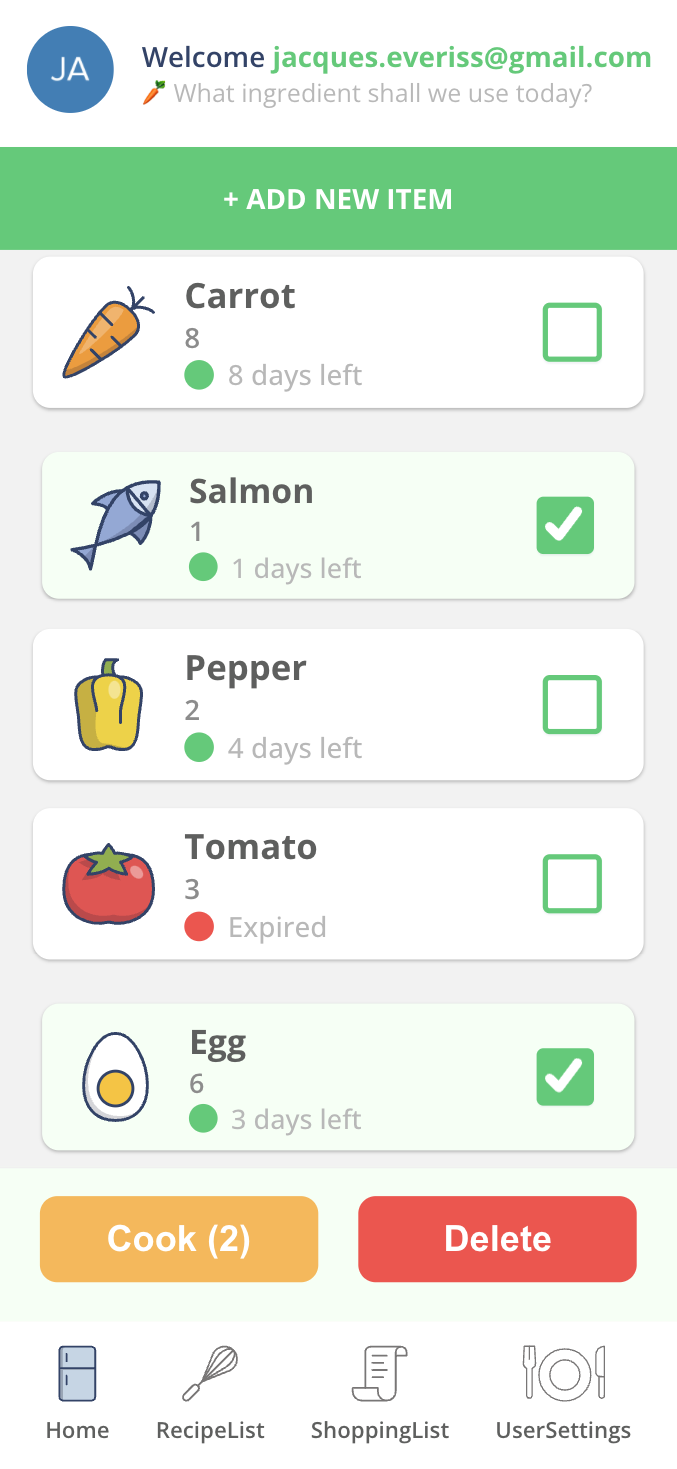 JA
Welcome jacques.everiss@gmail.com
🥕 What ingredient shall we use today?
+ ADD NEW ITEM
Carrot
8
8 days left
Salmon
1
1 days left
Pepper
2
4 days left
Tomato
3
Expired
Egg
6
3 days left
Cook (2)
Delete
Home
RecipeList
ShoppingList
UserSettings